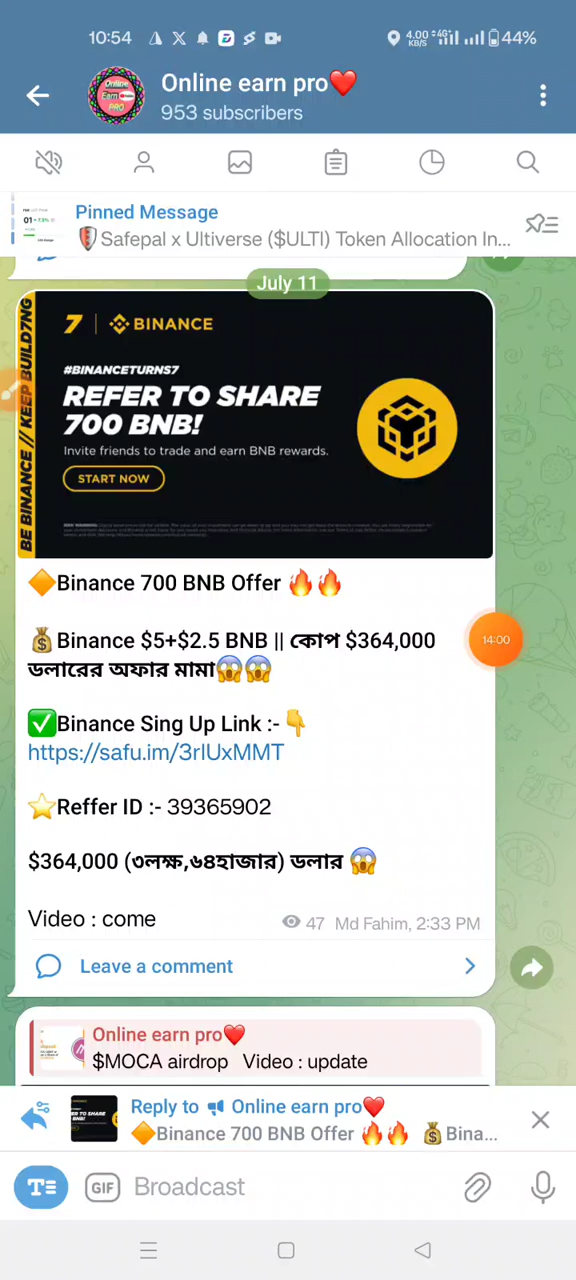 10:54
4.00 KB/S 4G 44%
Online earn pro❤️
953 subscribers
Pinned Message
🛡Safepal x Ultiverse ($ULTI) Token Allocation In...
July 11
BE BINANCE // KEEP BUILD7NG
7 | BINANCE
#BINANCETURNS7
REFER TO SHARE
700 BNB!
Invite friends to trade and earn BNB rewards.
START NOW
🔶Binance 700 BNB Offer 🔥🔥
💰Binance $5+$2.5 BNB || কোপ $364,000
ডলারের অফার মামা😱😱
14:00
✅Binance Sing Up Link :- 👇
https://safu.im/3rlUxMMT
⭐Reffer ID :- 39365902
$364,000 (৩লক্ষ,৬৪হাজার) ডলার 😱
Video : come
47 Md Fahim, 2:33 PM
Leave a comment
Online earn pro❤️
$MOCA airdrop Video : update
Reply to Online earn pro❤️
🔶Binance 700 BNB Offer 🔥🔥 💰Bina...
T GIF Broadcast